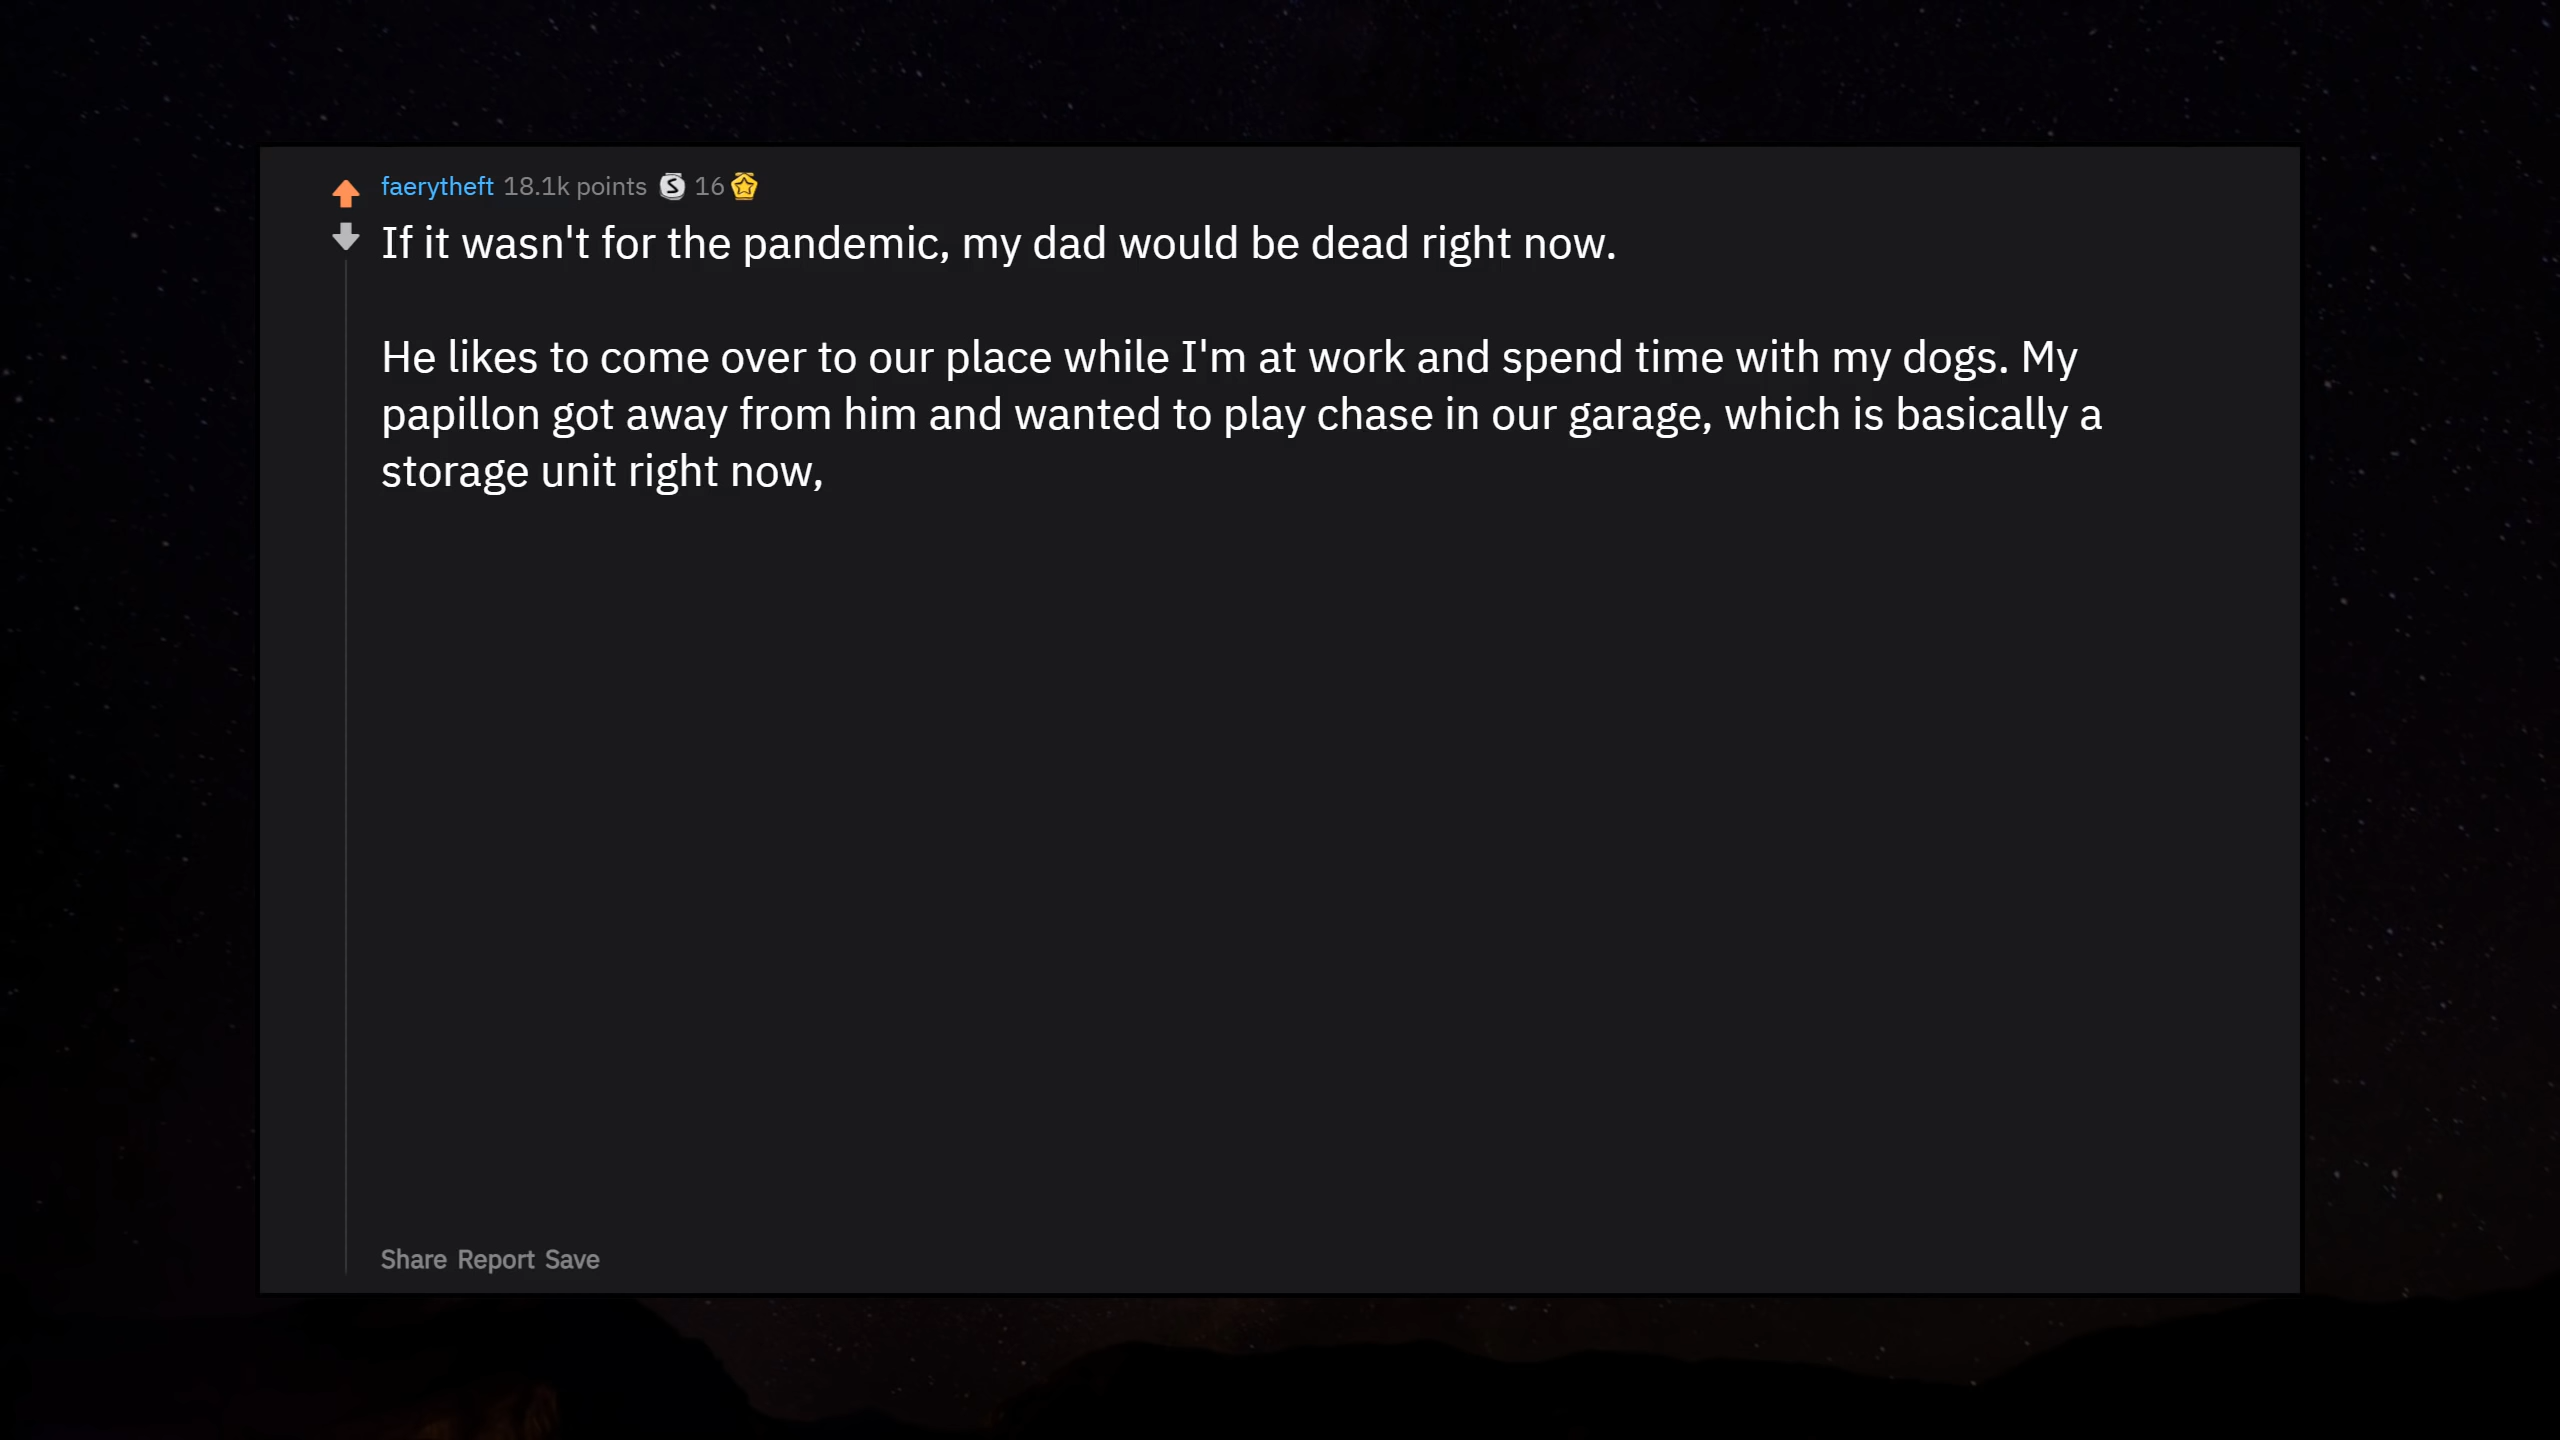 faerytheft 18.1k points S 16
If it wasn't for the pandemic, my dad would be dead right now.
He likes to come over to our place while I'm at work and spend time with my dogs. My
papillon got away from him and wanted to play chase in our garage, which is basically a
storage unit right now,
Share Report Save